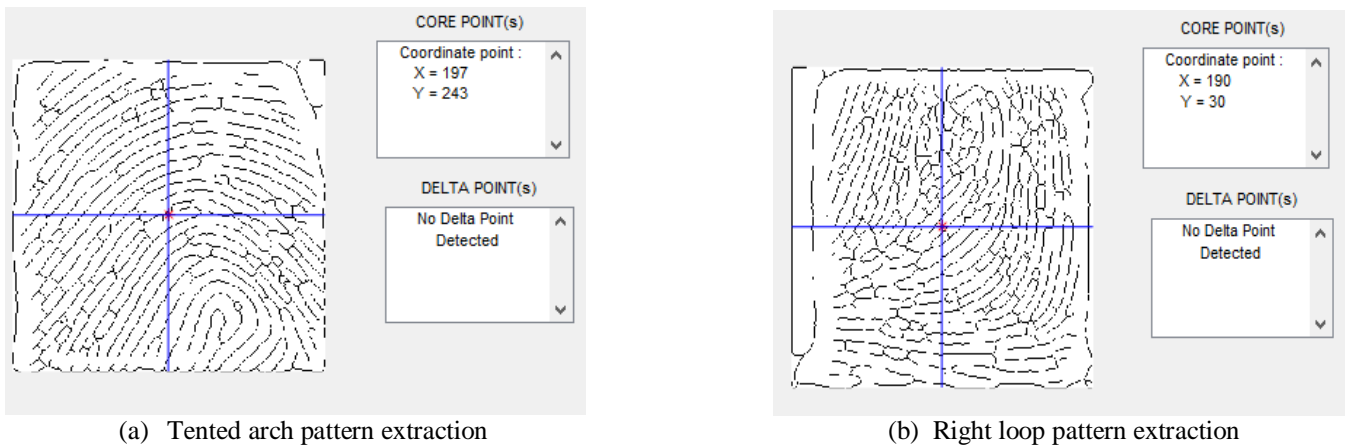 CORE POINT(s)
Coordinate point :
X = 197
Y = 243
DELTA POINT(s)
No Delta Point
Detected
(a) Tented arch pattern extraction
CORE POINT(s)
Coordinate point :
X = 190
Y = 30
DELTA POINT(s)
No Delta Point
Detected
(b) Right loop pattern extraction